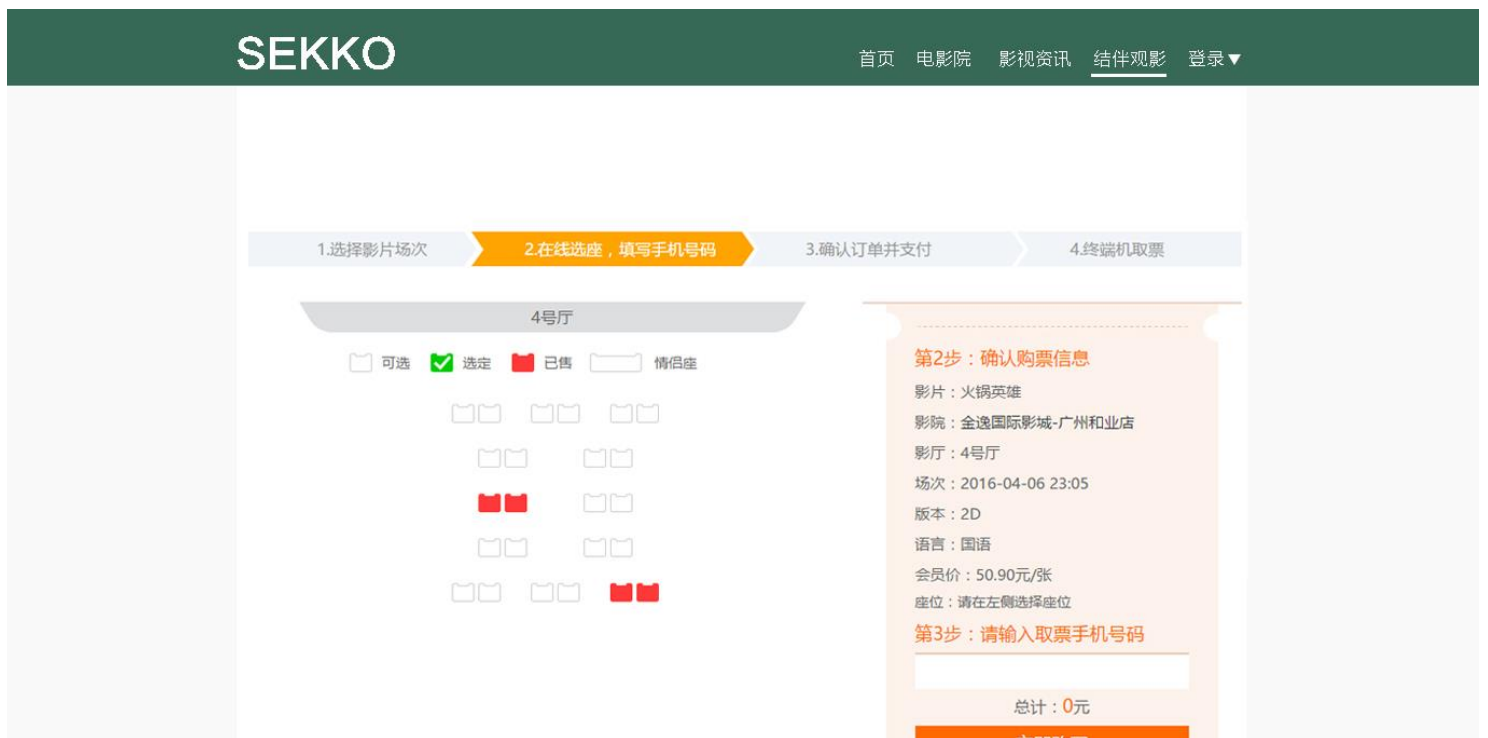 SEKKO
首页 电影院 影视资讯 结伴观影 登录▼
1.选择影片场次 2.在线选座，填写手机号码 3.确认订单并支付 4.终端机取票
4号厅
可选 选定 已售 情侣座
第2步：确认购票信息
影片：火锅英雄
影院：金逸国际影城-广州和业店
影厅：4号厅
场次：2016-04-06 23:05
版本：2D
语言：国语
会员价：50.90元/张
座位：请在左侧选择座位
第3步：请输入取票手机号码
总计：0元